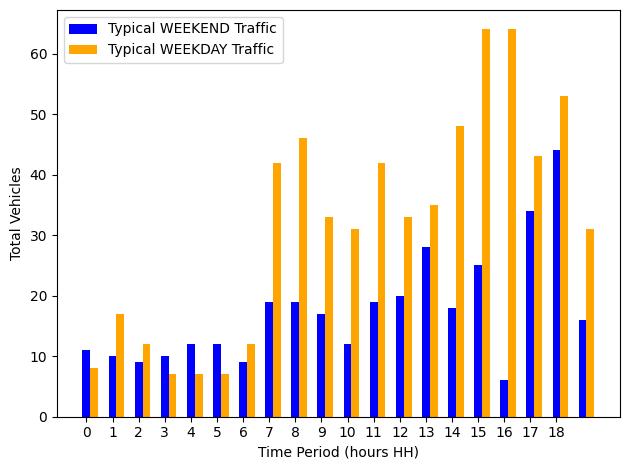 Typical WEEKEND Traffic
Typical WEEKDAY Traffic
60
50
40
30
20
10
0
Total Vehicles
0 1 2 3 4 5 6 7 8 9 10 11 12 13 14 15 16 17 18
Time Period (hours HH)